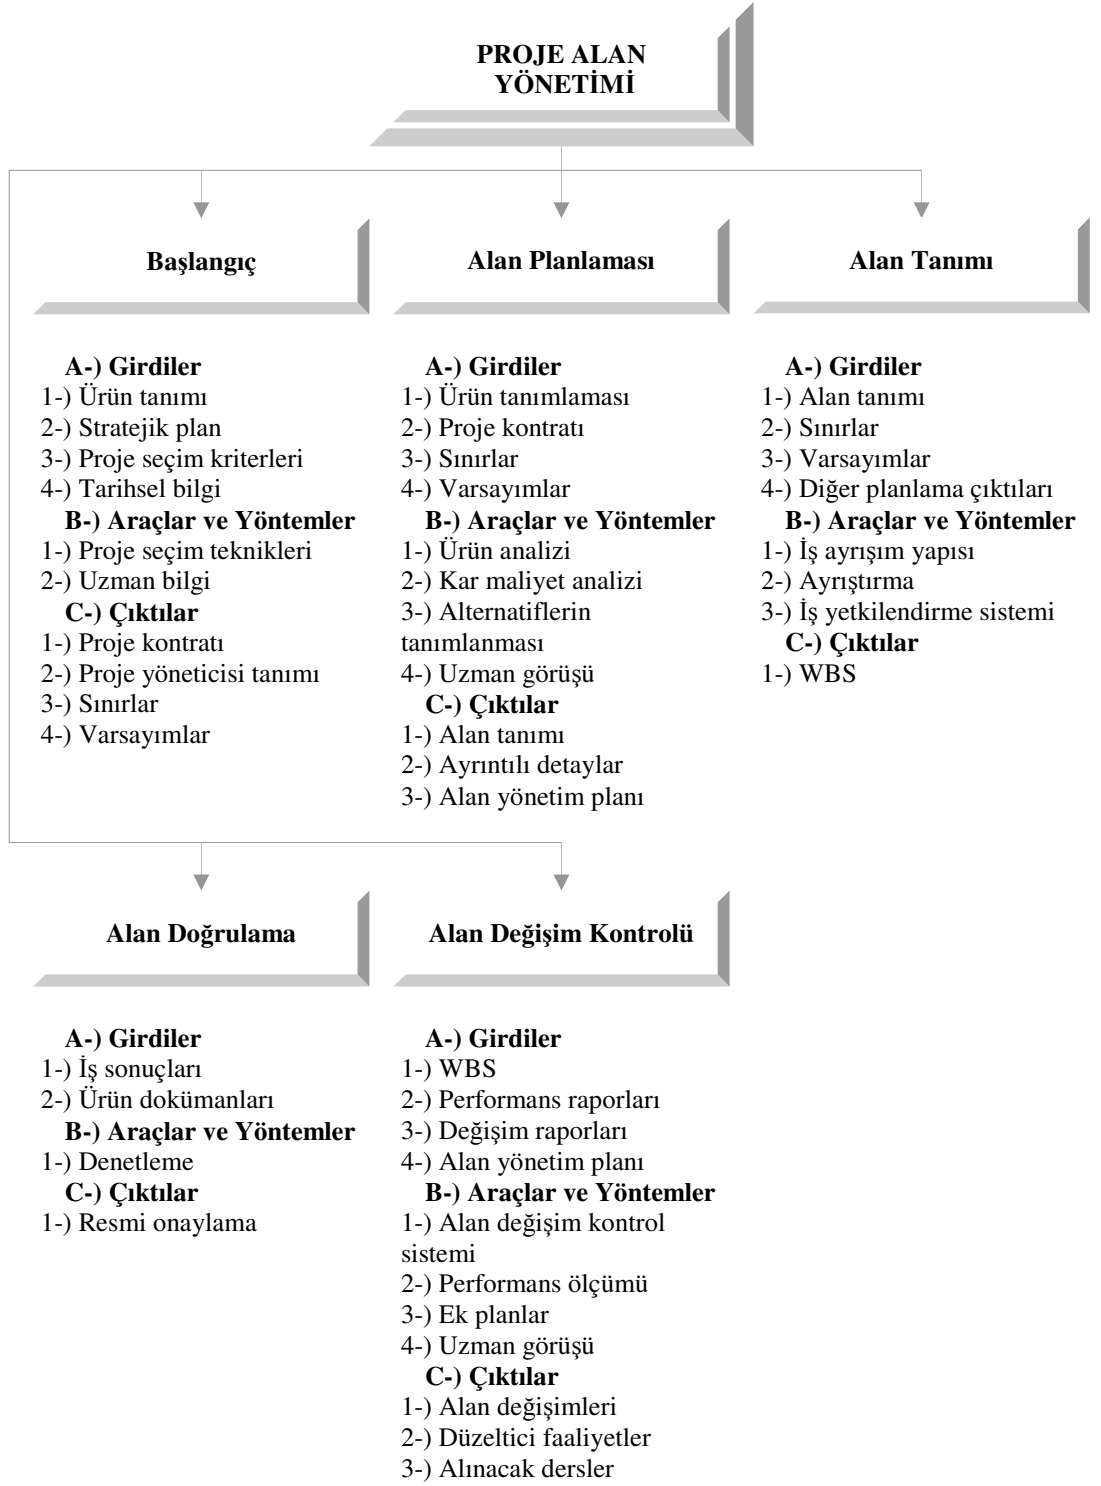 PROJE ALAN
YÖNETİMİ
Başlangıç
A-) Girdiler
1-) Ürün tanımı
2-) Stratejik plan
3-) Proje seçim kriterleri
4-) Tarihsel bilgi
B-) Araçlar ve Yöntemler
1-) Proje seçim teknikleri
2-) Uzman bilgi
C-) Çıktılar
1-) Proje kontratı
2-) Proje yöneticisi tanımı
3-) Sınırlar
4-) Varsayımlar
Alan Planlaması
A-) Girdiler
1-) Ürün tanımlaması
2-) Proje kontratı
3-) Sınırlar
4-) Varsayımlar
B-) Araçlar ve Yöntemler
1-) Ürün analizi
2-) Kar maliyet analizi
3-) Alternatiflerin
tanımlanması
4-) Uzman görüşü
C-) Çıktılar
1-) Alan tanımı
2-) Ayrıntılı detaylar
3-) Alan yönetim planı
Alan Tanımı
A-) Girdiler
1-) Alan tanımı
2-) Sınırlar
3-) Varsayımlar
4-) Diğer planlama çıktıları
B-) Araçlar ve Yöntemler
1-) İş ayrışım yapısı
2-) Ayrıştırma
3-) İş yetkilendirme sistemi
C-) Çıktılar
1-) WBS
Alan Doğrulama
A-) Girdiler
1-) İş sonuçları
2-) Ürün dokümanları
B-) Araçlar ve Yöntemler
1-) Denetleme
C-) Çıktılar
1-) Resmi onaylama
Alan Değişim Kontrolü
A-) Girdiler
1-) WBS
2-) Performans raporları
3-) Değişim raporları
4-) Alan yönetim planı
B-) Araçlar ve Yöntemler
1-) Alan değişim kontrol
sistemi
2-) Performans ölçümü
3-) Ek planlar
4-) Uzman görüşü
C-) Çıktılar
1-) Alan değişimleri
2-) Düzeltici faaliyetler
3-) Alınacak dersler